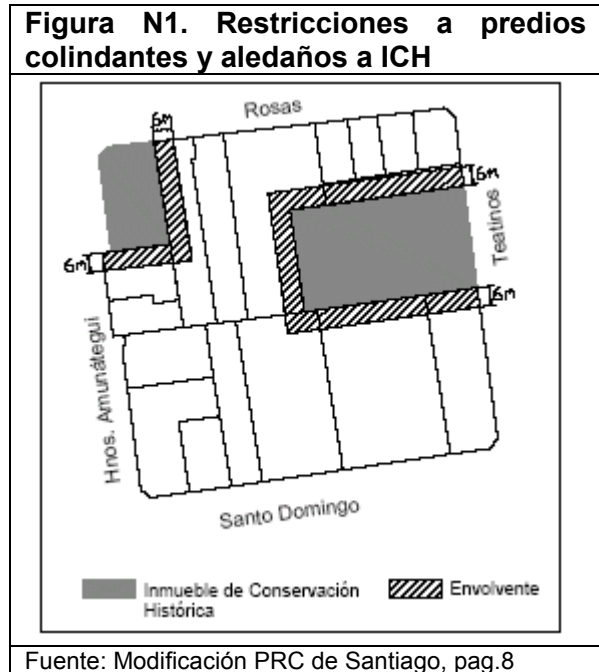 Figura N1. Restricciones a predios
colindantes y aledaños a ICH
6m
Rosas
6m
Teatinos
6m
6m
Hnos. Amunátegui
Santo Domingo
Inmueble de Conservación
Histórica
Envolvente
Fuente: Modificación PRC de Santiago, pag.8